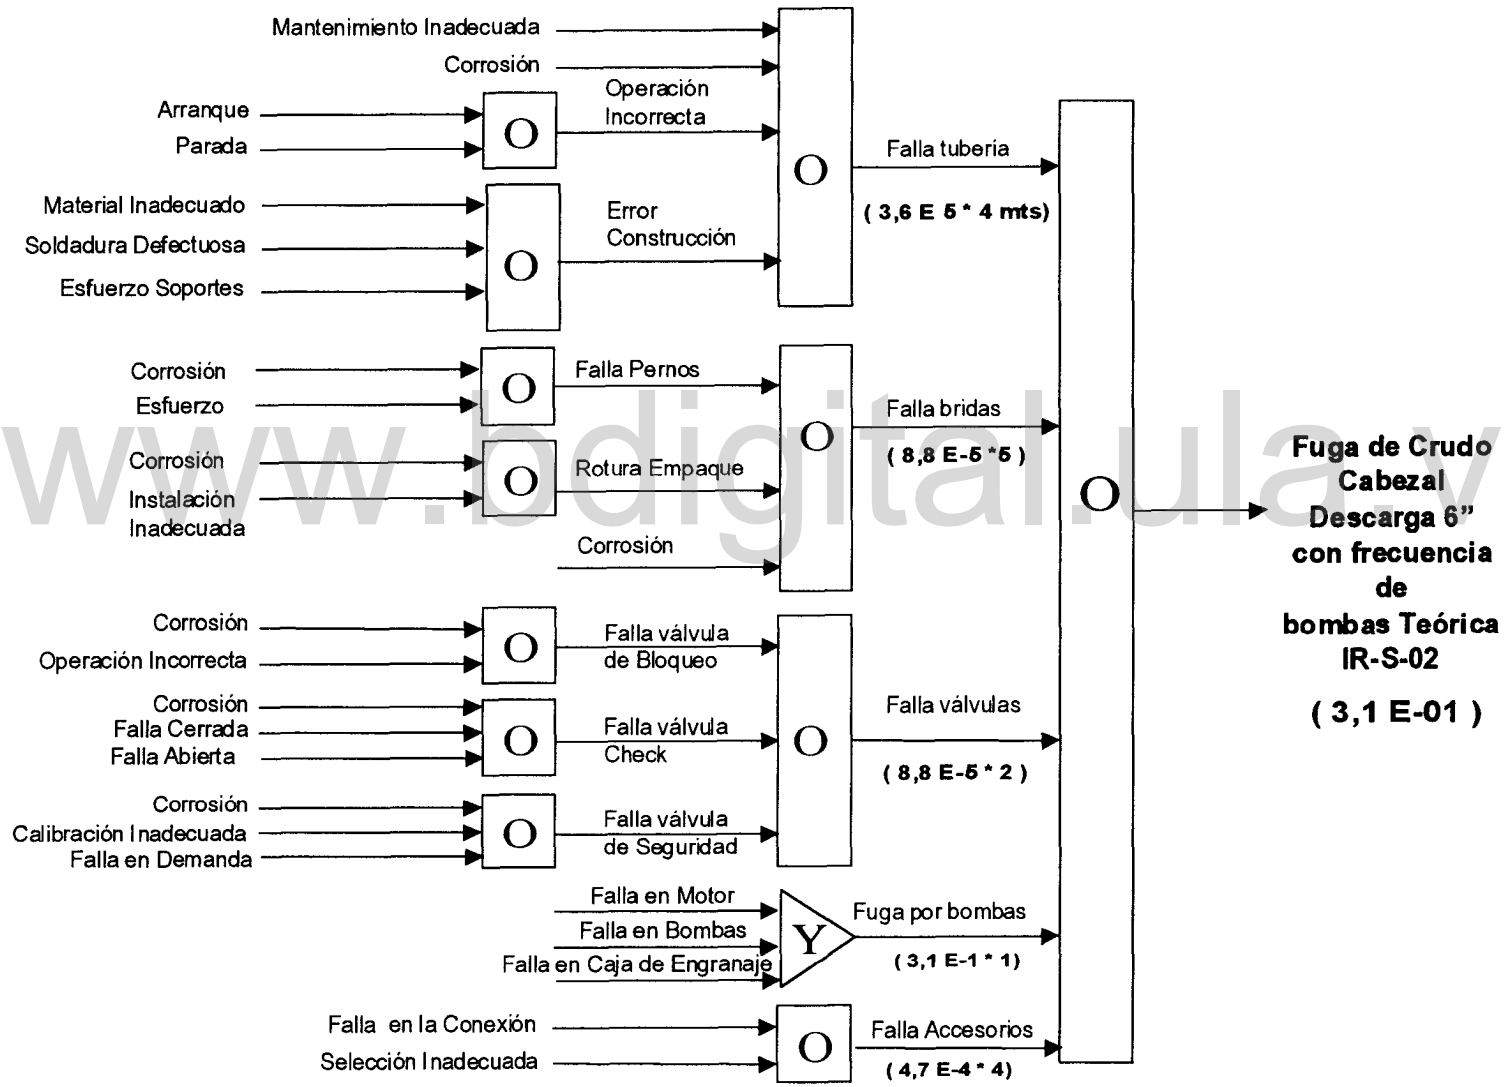 Mantenimiento Inadecuada
Corrosión
Arranque
Parada
O
Operación
Incorrecta
Material Inadecuado
Soldadura Defectuosa
Esfuerzo Soportes
O
Error
Construcción
O
Falla tuberia
( 3,6 E 5 * 4 mts)
Corrosión
Esfuerzo
O
Falla Pernos
Corrosión
Instalación
Inadecuada
O
Rotura Empaque
Corrosión
O
Falla bridas
( 8,8 E-5 *5 )
Corrosión
Operación Incorrecta
O
Falla válvula
de Bloqueo
Corrosión
Falla Cerrada
Falla Abierta
O
Falla válvula
Check
Corrosión
Calibración Inadecuada
Falla en Demanda
O
Falla válvula
de Seguridad
O
Falla válvulas
( 8,8 E-5 * 2 )
Falla en Motor
Falla en Bombas
Falla en Caja de Engranaje
Y
Fuga por bombas
( 3,1 E-1 * 1)
Falla en la Conexión
Selección Inadecuada
O
Falla Accesorios
( 4,7 E-4 * 4)
O
Fuga de Crudo
Cabezal
Descarga 6”
con frecuencia
de
bombas Teórica
IR-S-02
( 3,1 E-01 )
www.bdigital.ula.v